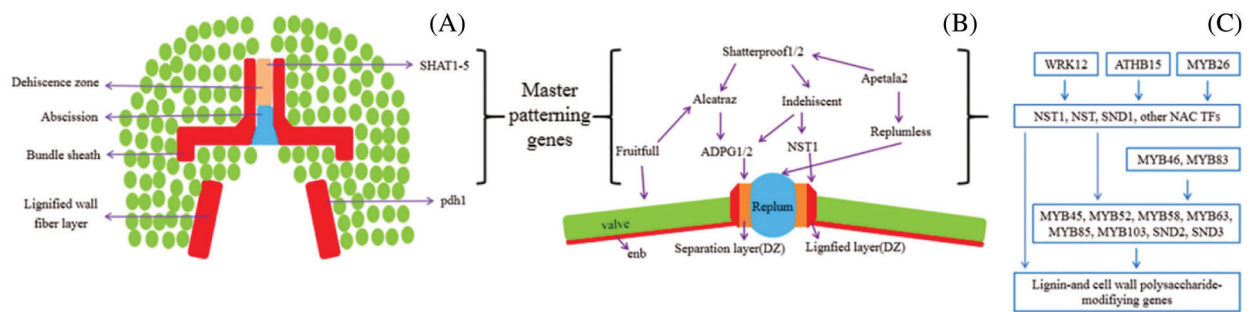 (A)
SHAT1-5
Dehiscence zone
Abscission
Bundle sheath
Lignified wall
fiber layer
pdh1
Master
patterning
genes
(B)
Shatterproof1/2
Apetala2
Alcatraz
Indehiscent
Replumless
Fruitfull
ADPG1/2
NST1
Replum
valve
enb
Separation layer(DZ)
Lignfied layer(DZ)
(C)
WRK12
ATHB15
MYB26
NST1, NST, SND1, other NAC TFs
MYB46, MYB83
MYB45, MYB52, MYB58, MYB63,
MYB85, MYB103, SND2, SND3
Lignin-and cell wall polysaccharide-
modifiying genes